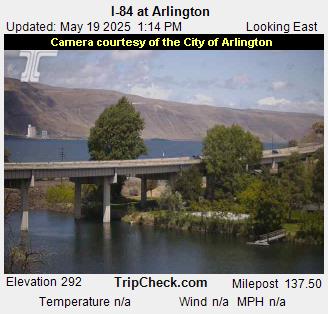 I-84 at Arlington
Updated: May 19 2025 1:14 PM Looking East
Camera courtesy of the City of Arlington
Elevation 292 TripCheck.com Milepost 137.50
Temperature n/a Wind n/a MPH n/a